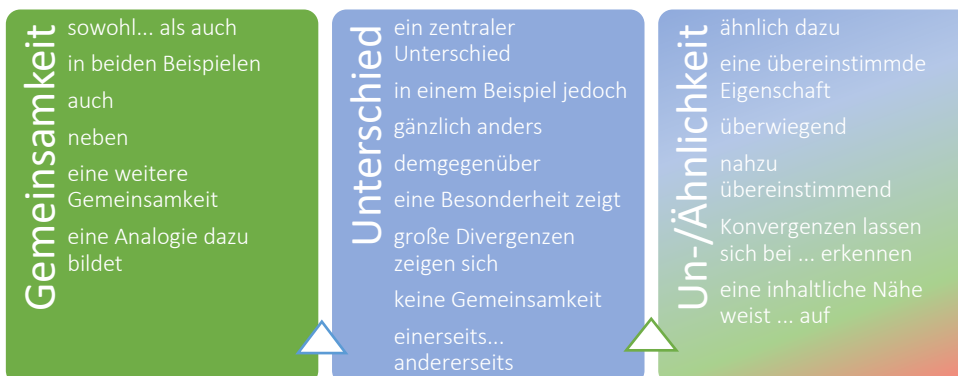 Gemeinsamkeit
sowohl... als auch
in beiden Beispielen
auch
neben
eine weitere
Gemeinsamkeit
eine Analogie dazu
bildet
Unterschied
ein zentraler
Unterschied
in einem Beispiel jedoch
gänzlich anders
demgegenüber
eine Besonderheit zeigt
große Divergenzen
zeigen sich
keine Gemeinsamkeit
einerseits...
andererseits
Un-/Ähnlichkeit
ähnlich dazu
eine übereinstimmde
Eigenschaft
überwiegend
nahzu
übereinstimmend
Konvergenzen lassen
sich bei ... erkennen
eine inhaltliche Nähe
weist ... auf